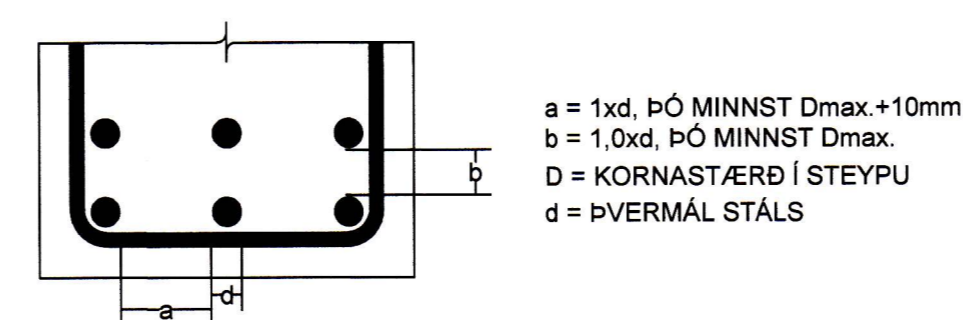 a = 1xd, ÞÓ MINNST Dmax.+10mm
b = 1,0xd, ÞÓ MINNST Dmax.
D = KORNASTÆRÐ Í STEYPU
d = ÞVERMÁL STÁLS
b
d
a